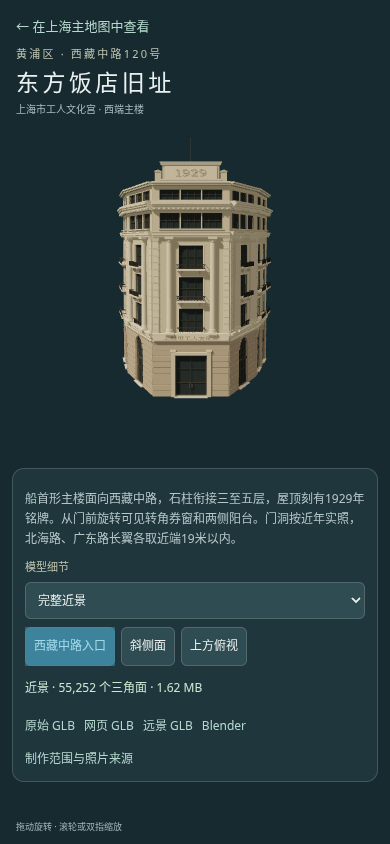 ← 在上海主地图中查看
黄浦区 · 西藏中路120号
东方饭店旧址
上海市工人文化宫 · 西端主楼
1929
船首形主楼面向西藏中路，石柱衔接三至五层，屋顶刻有1929年
铭牌。从门前旋转可见转角券窗和两侧阳台。门洞按近年实照，
北海路、广东路长翼各取近端19米以内。
模型细节
完整近景
西藏中路入口 斜侧面 上方俯视
近景 · 55,252 个三角面 · 1.62 MB
原始 GLB 网页 GLB 远景 GLB Blender
制作范围与照片来源
拖动旋转 · 滚轮或双指缩放